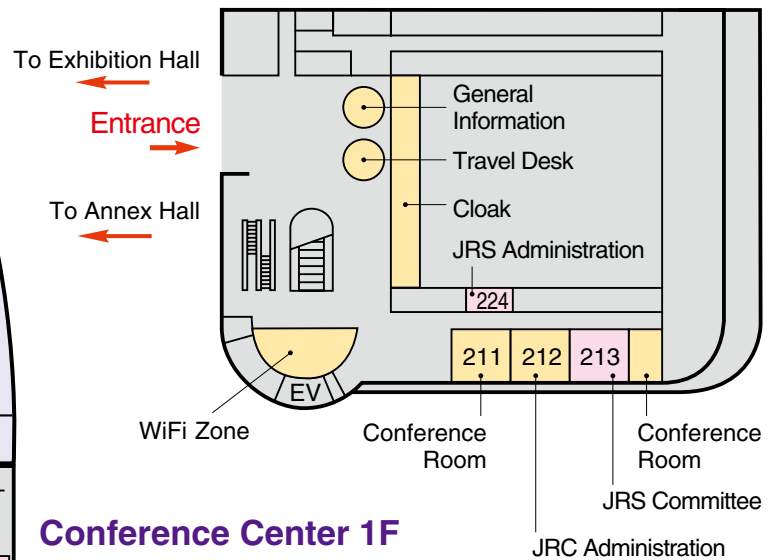 To Exhibition Hall
Entrance
To Annex Hall
General
Information
Travel Desk
Cloak
JRS Administration
224
211
212
213
EV
WiFi Zone
Conference
Room
Conference
Room
JRS Committee
JRC Administration
Conference Center 1F